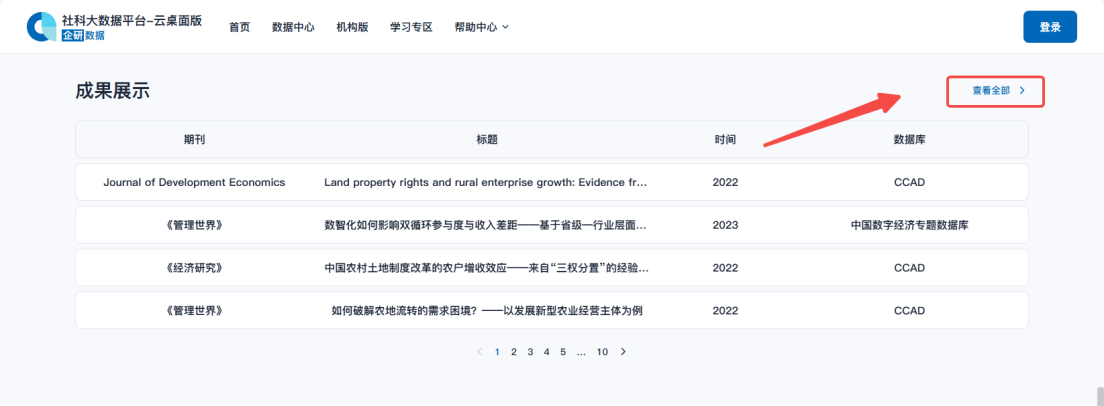 社科大数据平台-云桌面版
企研数据
首页 数据中心 机构版 学习专区 帮助中心
登录
成果展示
查看全部
期刊 标题 时间 数据库
Journal of Development Economics Land property rights and rural enterprise growth: Evidence fr... 2022 CCAD
《管理世界》 数智化如何影响双循环参与度与收入差距——基于省级—行业层面... 2023 中国数字经济专题数据库
《经济研究》 中国农村土地制度改革的农户增收效应——来自“三权分置”的经验... 2022 CCAD
《管理世界》 如何破解农地流转的需求困境？——以发展新型农业经营主体为例 2022 CCAD
1 2 3 4 5 ... 10